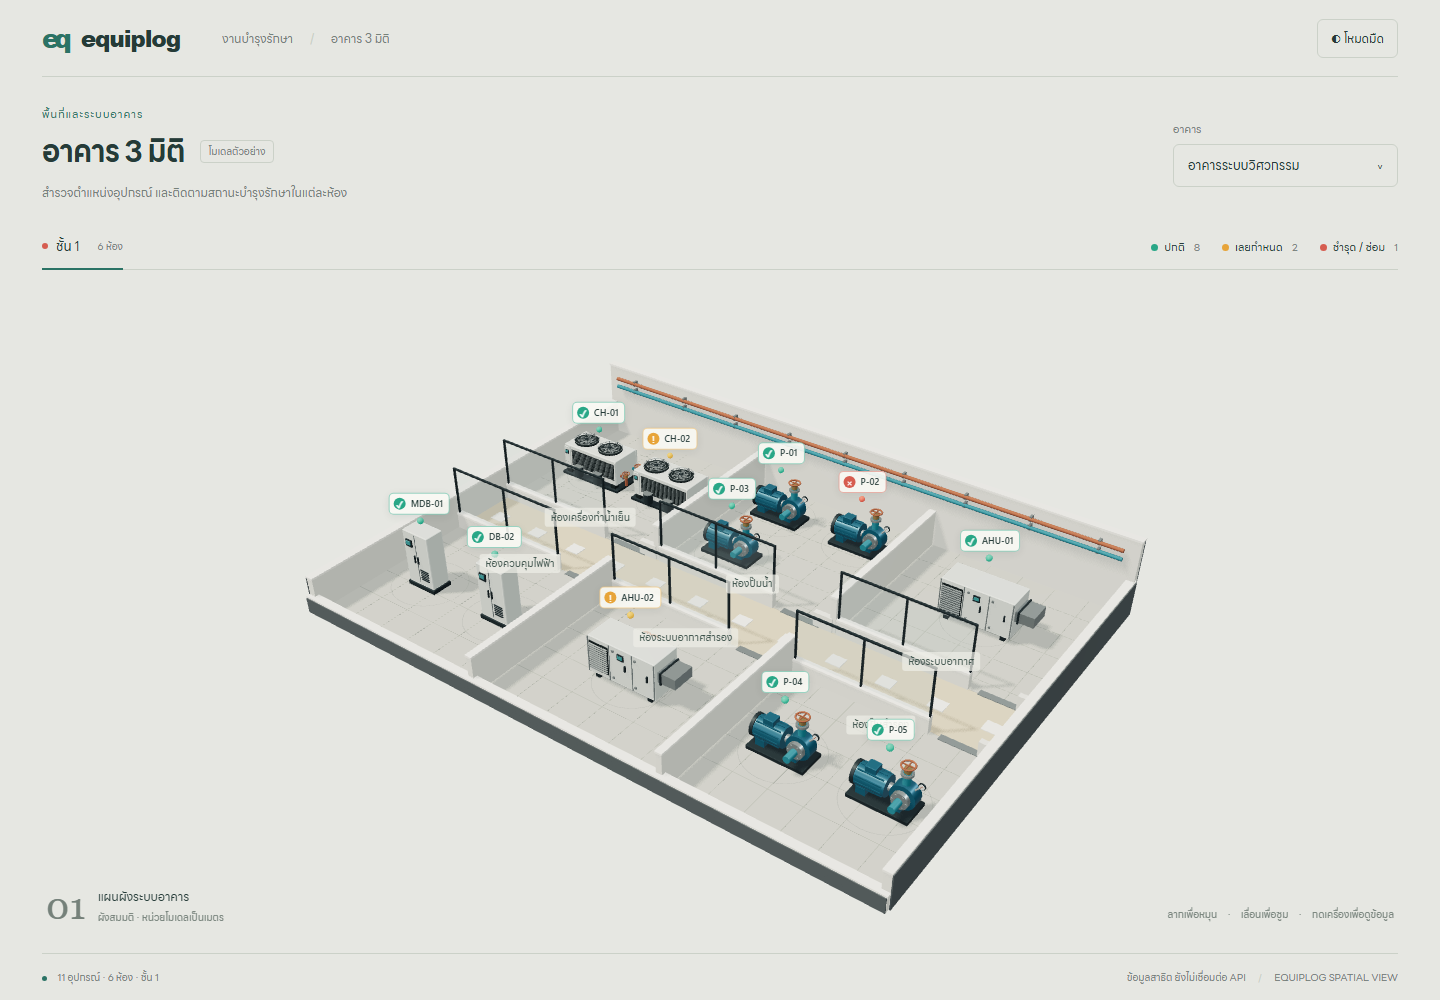 eq equiplog
งานบำรุงรักษา / อาคาร 3 มิติ
โหมดมืด
พื้นที่และระบบอาคาร
อาคาร 3 มิติ
โมเดลตัวอย่าง
สำรวจตำแหน่งอุปกรณ์ และติดตามสถานะบำรุงรักษาในแต่ละห้อง
อาคาร
อาคารระบบวิศวกรรม
ชั้น 1 6 ห้อง
ปกติ 8 เลยกำหนด 2 ชำรุด / ซ่อม 1
CH-01
CH-02
P-01
P-03
P-02
MDB-01
ห้องเครื่องทำน้ำเย็น
DB-02
AHU-01
ห้องควบคุมไฟฟ้า
ห้องปั๊มน้ำ
AHU-02
ห้องระบบอากาศสำรอง
ห้องระบบอากาศ
P-04
ห้อง
P-05
01
แผนผังระบบอาคาร
ผังสมมติ · หน่วยโมเดลเป็นเมตร
ลากเพื่อหมุน · เลื่อนเพื่อซูม · กดเครื่องเพื่อดูข้อมูล
11 อุปกรณ์ · 6 ห้อง · ชั้น 1
ข้อมูลสาธิต ยังไม่เชื่อมต่อ API / EQUIPLOG SPATIAL VIEW